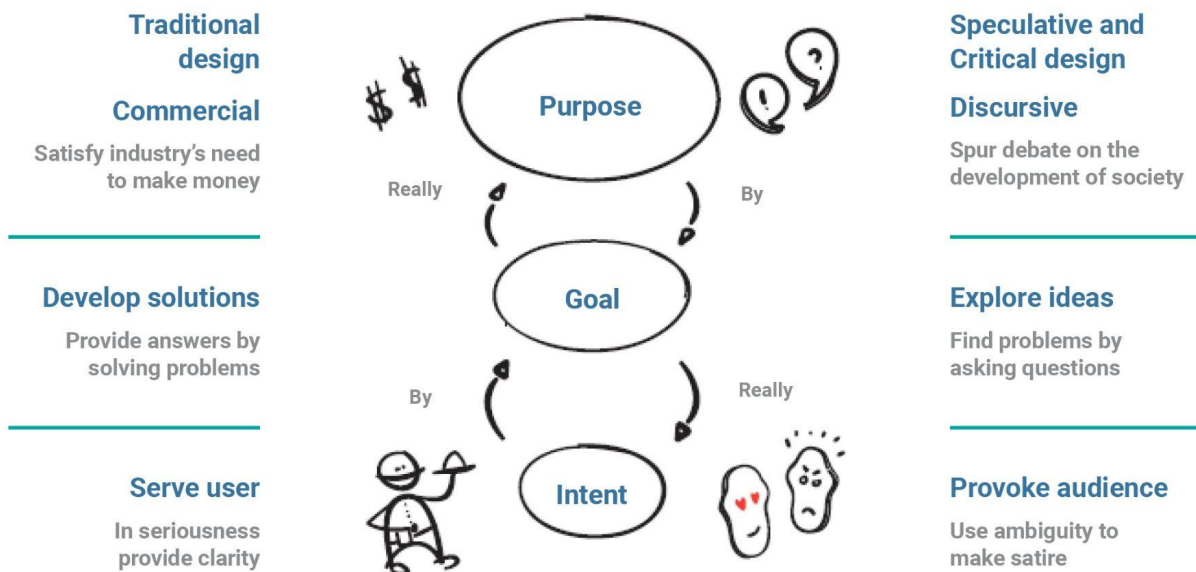 Traditional
design
Commercial
Satisfy industry's need
to make money
Develop solutions
Provide answers by
solving problems
Serve user
In seriousness
provide clarity
$ $
Purpose
! ?
Really
By
Goal
By
Really
Intent
Speculative and
Critical design
Discursive
Spur debate on the
development of society
Explore ideas
Find problems by
asking questions
Provoke audience
Use ambiguity to
make satire